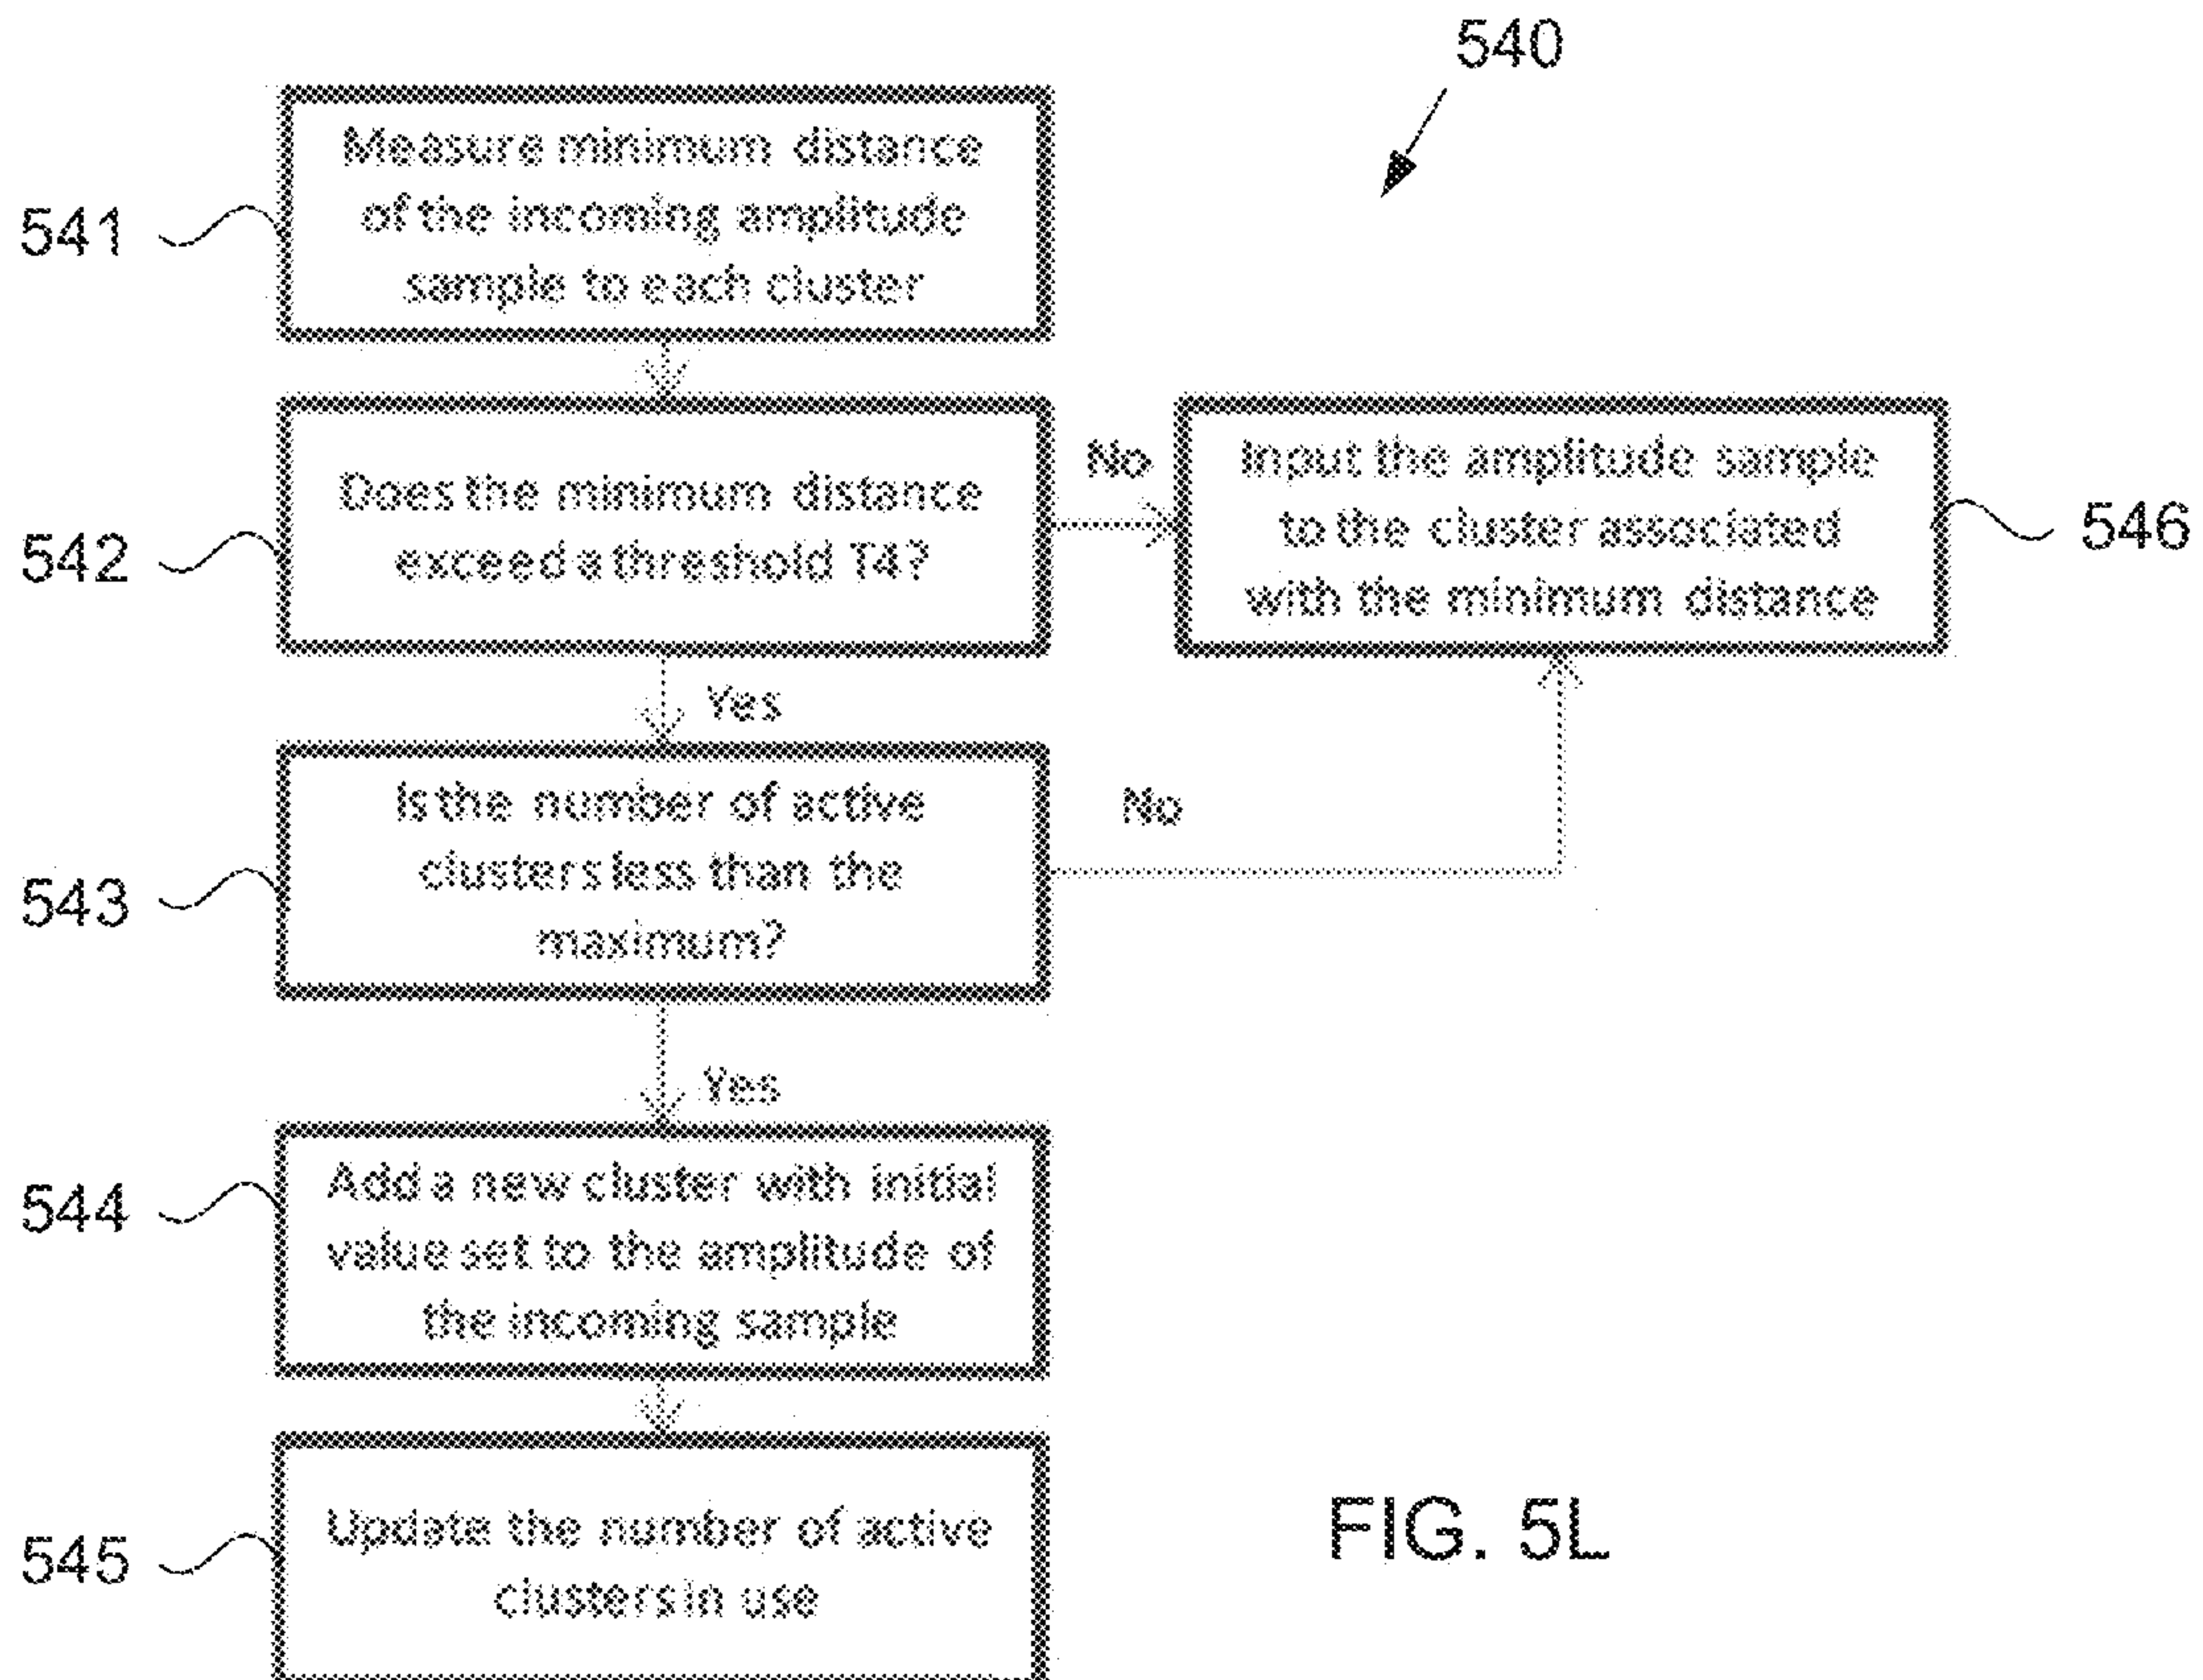 540
541
Measure minimum distance
of the incoming amplitude
sample to each cluster
542
Does the minimum distance
exceed a threshold T4?
No
Input the amplitude sample
to the cluster associated
with the minimum distance
546
Yes
543
Is the number of active
clusters less than the
maximum?
No
Yes
544
Add a new cluster with initial
value set to the amplitude of
the incoming sample
545
Update the number of active
clusters in use
FIG. 5L